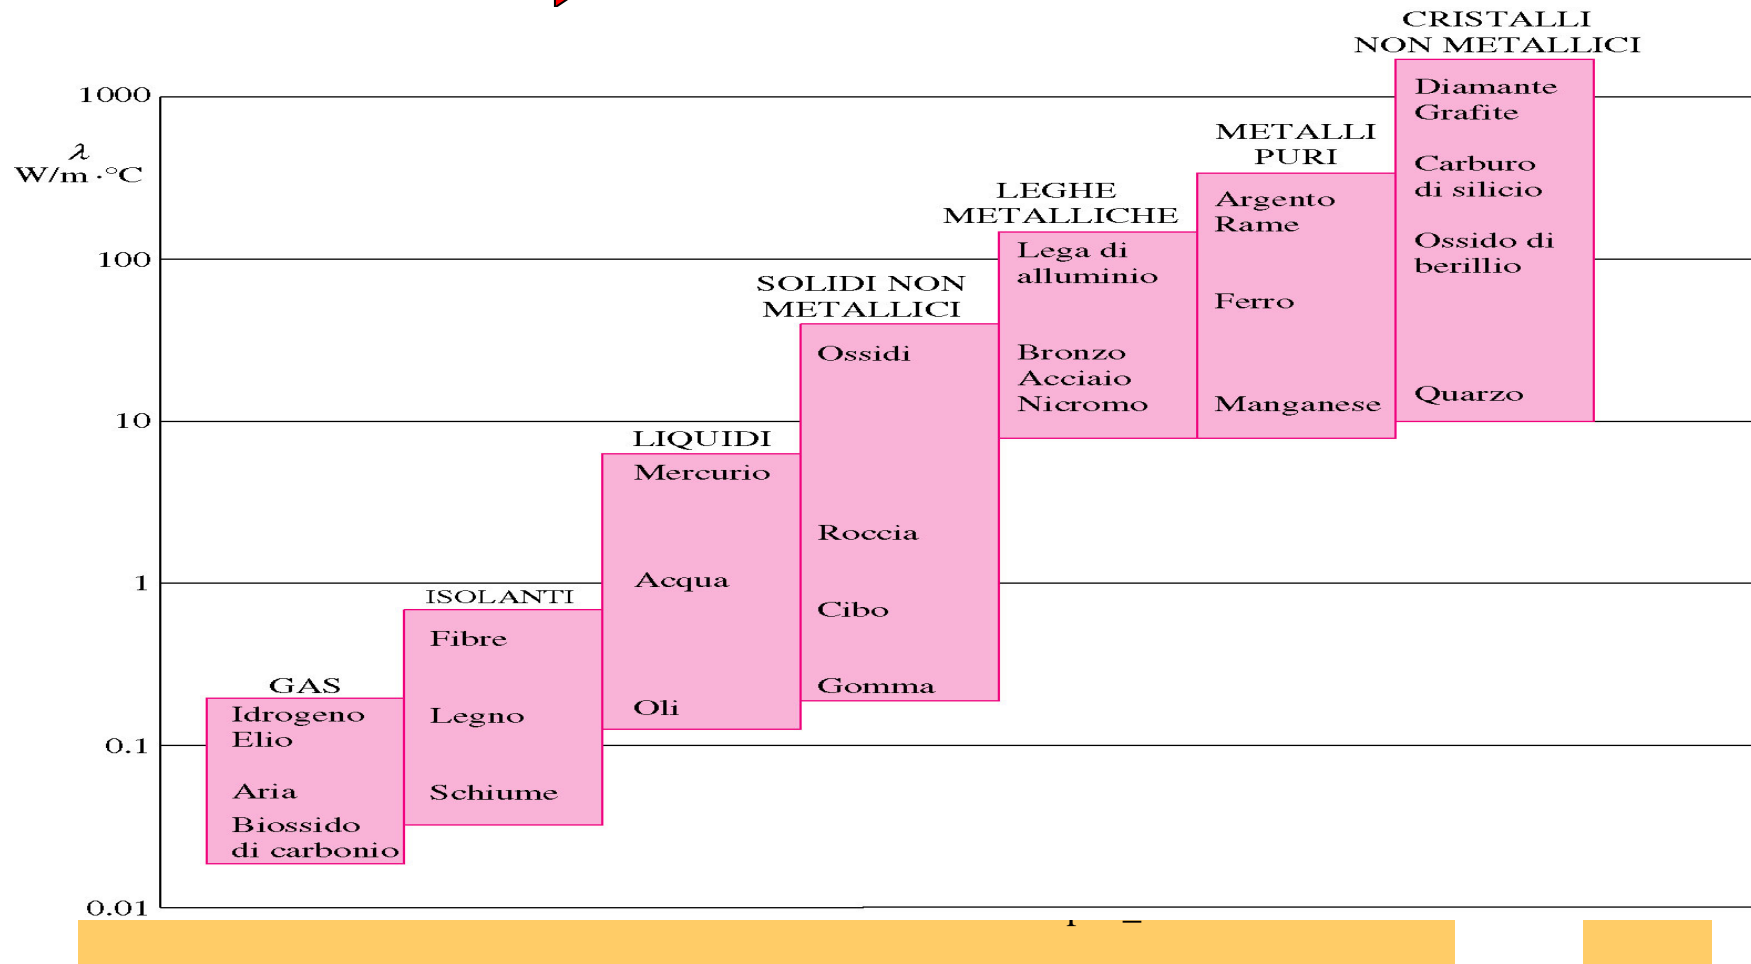 CRISTALLI
NON METALLICI
Diamante
Grafite
Carburo
di silicio
Ossido di
berillio
Quarzo
METALLI
PURI
Argento
Rame
Ferro
Manganese
LEGHE
METALLICHE
Lega di
alluminio
Bronzo
Acciaio
Nicromo
SOLIDI NON
METALLICI
Ossidi
Roccia
Cibo
Gomma
LIQUIDI
Mercurio
Acqua
Oli
ISOLANTI
Fibre
Legno
Schiume
GAS
Idrogeno
Elio
Aria
Biossido
di carbonio
1000
λ
W/m·°C
100
10
1
0.1
0.01